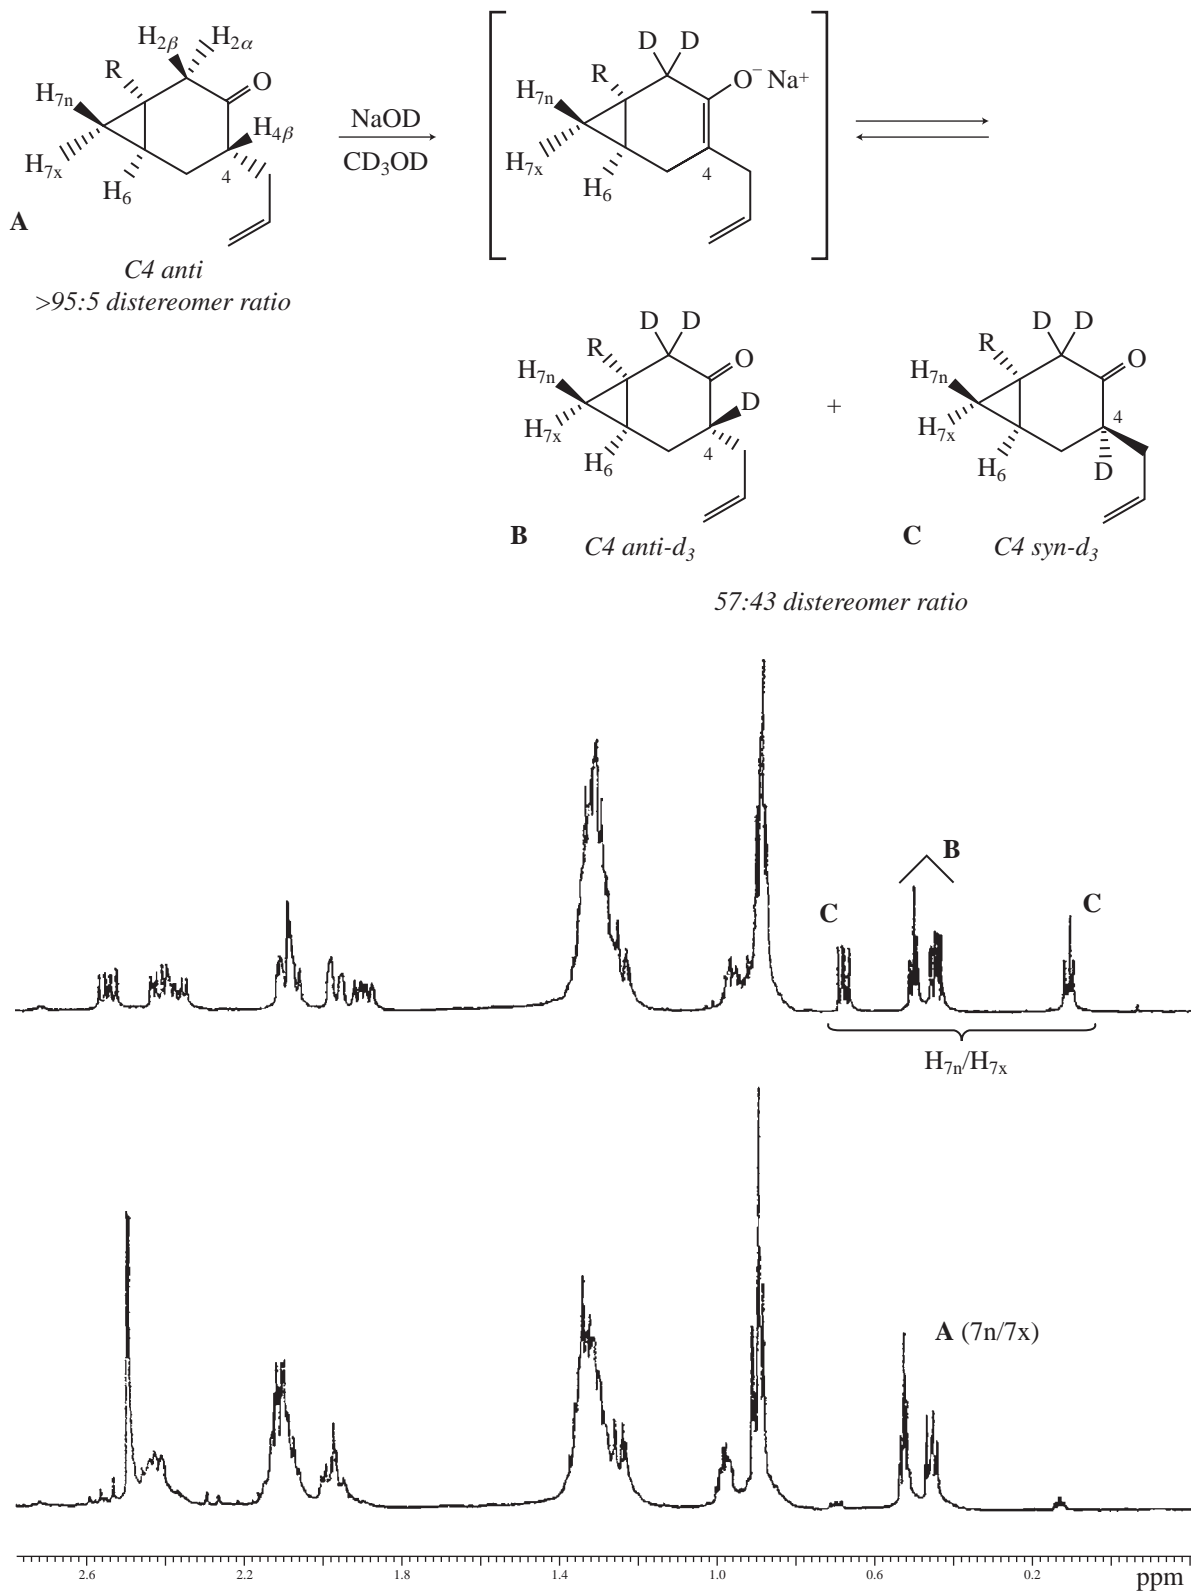 H2β H2α
R
O
H7n
H4β
H7x
H6
4
A
C4 anti
>95:5 distereomer ratio
NaOD
CD3OD
D D
R
O− Na+
H7n
H7x
H6
4
D D
R
O
H7n
D
H7x
H6
4
B
C4 anti-d3
+
D D
R
O
H7n
4
H7x
H6
D
C
C4 syn-d3
57:43 distereomer ratio
B
C
C
H7n/H7x
A (7n/7x)
2.6 2.2 1.8 1.4 1.0 0.6 0.2 ppm